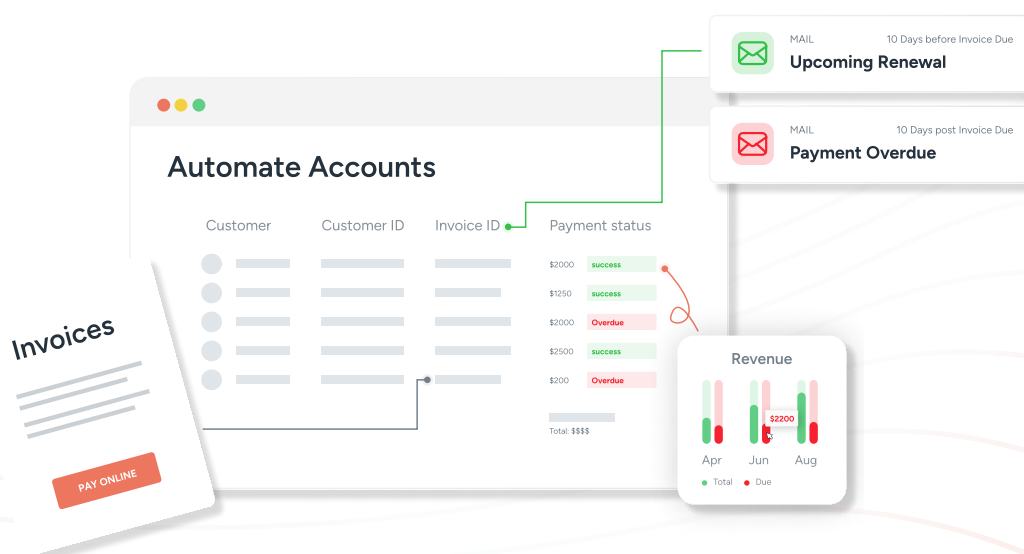 MAIL 10 Days before Invoice Due
Upcoming Renewal
MAIL 10 Days post Invoice Due
Payment Overdue
Automate Accounts
Customer Customer ID Invoice ID Payment status
$2000 success
$1250 success
$2000 Overdue
$2500 success
$200 Overdue
Total: $$$$
Invoices
PAY ONLINE
Revenue
$2200
Apr Jun Aug
Total Due